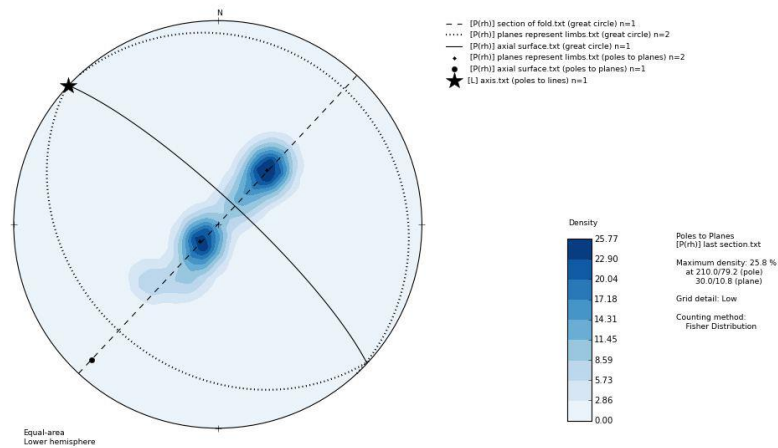 N
[P(rh)] section of fold.txt (great circle) n=1
[P(rh)] planes represent limbs.txt (great circle) n=2
[P(rh)] axial surface.txt (great circle) n=1
[P(rh)] planes represent limbs.txt (poles to planes) n=2
[P(rh)] axial surface.txt (poles to planes) n=1
[L] axis.txt (poles to lines) n=1
Density
25.77
22.90
20.04
17.18
14.31
11.45
8.59
5.73
2.86
0.00
Poles to Planes
[P(rh)] last section.txt
Maximum density: 25.8 %
at 210.0/79.2 (pole)
30.0/10.8 (plane)
Grid detail: Low
Counting method:
Fisher Distribution
Equal-area
Lower hemisphere